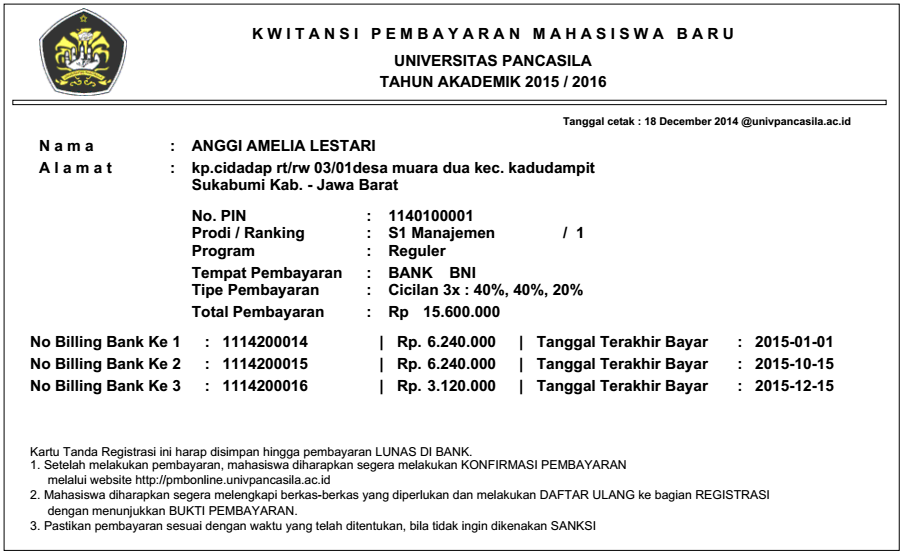 KWITANSI PEMBAYARAN MAHASISWA BARU
UNIVERSITAS PANCASILA
TAHUN AKADEMIK 2015 / 2016
Tanggal cetak : 18 December 2014 @univpancasila.ac.id
Nama : ANGGI AMELIA LESTARI
Alamat : kp.cidadap rt/rw 03/01desa muara dua kec. kadudampit
Sukabumi Kab. - Jawa Barat
No. PIN : 1140100001
Prodi / Ranking : S1 Manajemen / 1
Program : Reguler
Tempat Pembayaran : BANK BNI
Tipe Pembayaran : Cicilan 3x : 40%, 40%, 20%
Total Pembayaran : Rp 15.600.000
No Billing Bank Ke 1 : 1114200014 | Rp. 6.240.000 | Tanggal Terakhir Bayar : 2015-01-01
No Billing Bank Ke 2 : 1114200015 | Rp. 6.240.000 | Tanggal Terakhir Bayar : 2015-10-15
No Billing Bank Ke 3 : 1114200016 | Rp. 3.120.000 | Tanggal Terakhir Bayar : 2015-12-15
Kartu Tanda Registrasi ini harap disimpan hingga pembayaran LUNAS DI BANK.
1. Setelah melakukan pembayaran, mahasiswa diharapkan segera melakukan KONFIRMASI PEMBAYARAN
melalui website http://pmbonline.univpancasila.ac.id
2. Mahasiswa diharapkan segera melengkapi berkas-berkas yang diperlukan dan melakukan DAFTAR ULANG ke bagian REGISTRASI
dengan menunjukkan BUKTI PEMBAYARAN.
3. Pastikan pembayaran sesuai dengan waktu yang telah ditentukan, bila tidak ingin dikenakan SANKSI